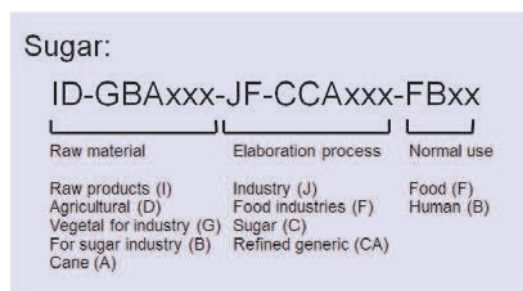 Sugar:
ID-GBAxxx-JF-CCAxxx-FBxx
Raw material Elaboration process Normal use
Raw products (I) Industry (J) Food (F)
Agricultural (D) Food industries (F) Human (B)
Vegetal for industry (G) Sugar (C)
For sugar industry (B) Refined generic (CA)
Cane (A)